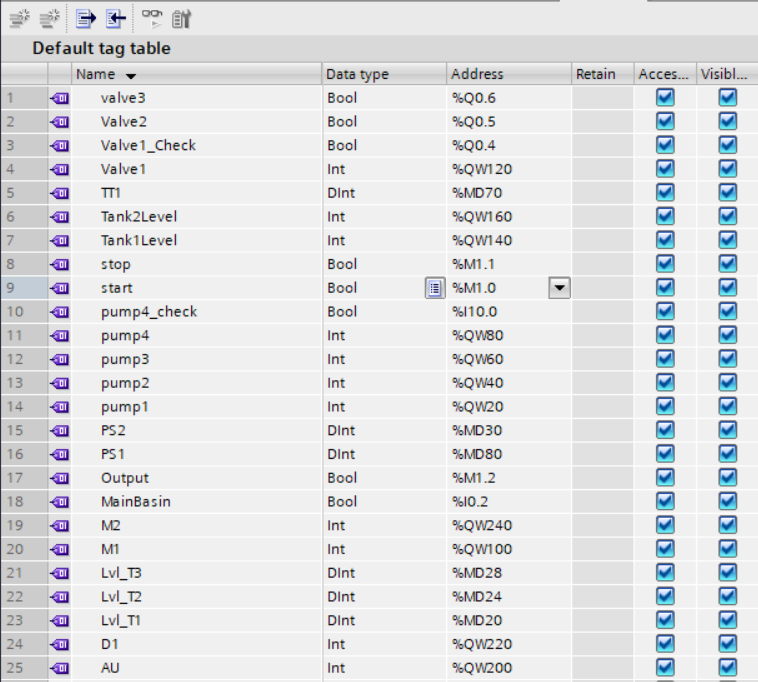 Default tag table
Name Data type Address Retain Acces... Visibl...
1 valve3 Bool %Q0.6
2 Valve2 Bool %Q0.5
3 Valve1_Check Bool %Q0.4
4 Valve1 Int %QW120
5 TT1 DInt %MD70
6 Tank2Level Int %QW160
7 Tank1Level Int %QW140
8 stop Bool %M1.1
9 start Bool %M1.0
10 pump4_check Bool %I10.0
11 pump4 Int %QW80
12 pump3 Int %QW60
13 pump2 Int %QW40
14 pump1 Int %QW20
15 PS2 DInt %MD30
16 PS1 DInt %MD80
17 Output Bool %M1.2
18 MainBasin Bool %I0.2
19 M2 Int %QW240
20 M1 Int %QW100
21 Lvl_T3 DInt %MD28
22 Lvl_T2 DInt %MD24
23 Lvl_T1 DInt %MD20
24 D1 Int %QW220
25 AU Int %QW200